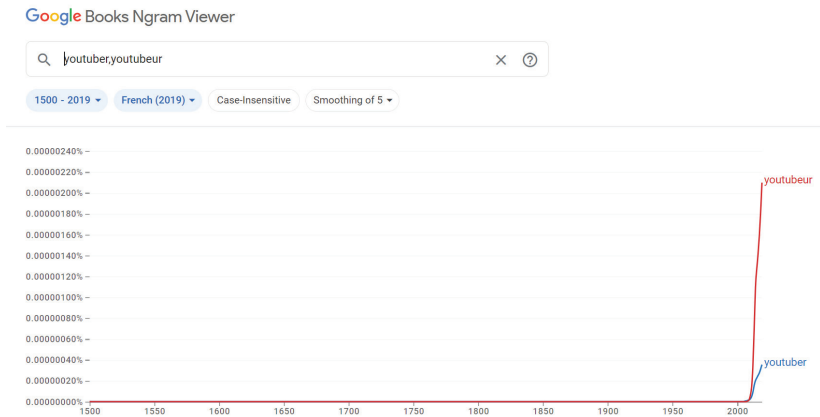 Google Books Ngram Viewer
youtuber,youtubeur
1500 - 2019 French (2019) Case-Insensitive Smoothing of 5
0.00000240%
0.00000220%
0.00000200%
0.00000180%
0.00000160%
0.00000140%
0.00000120%
0.00000100%
0.00000080%
0.00000060%
0.00000040%
0.00000020%
0.00000000%
youtubeur
youtuber
1500 1550 1600 1650 1700 1750 1800 1850 1900 1950 2000